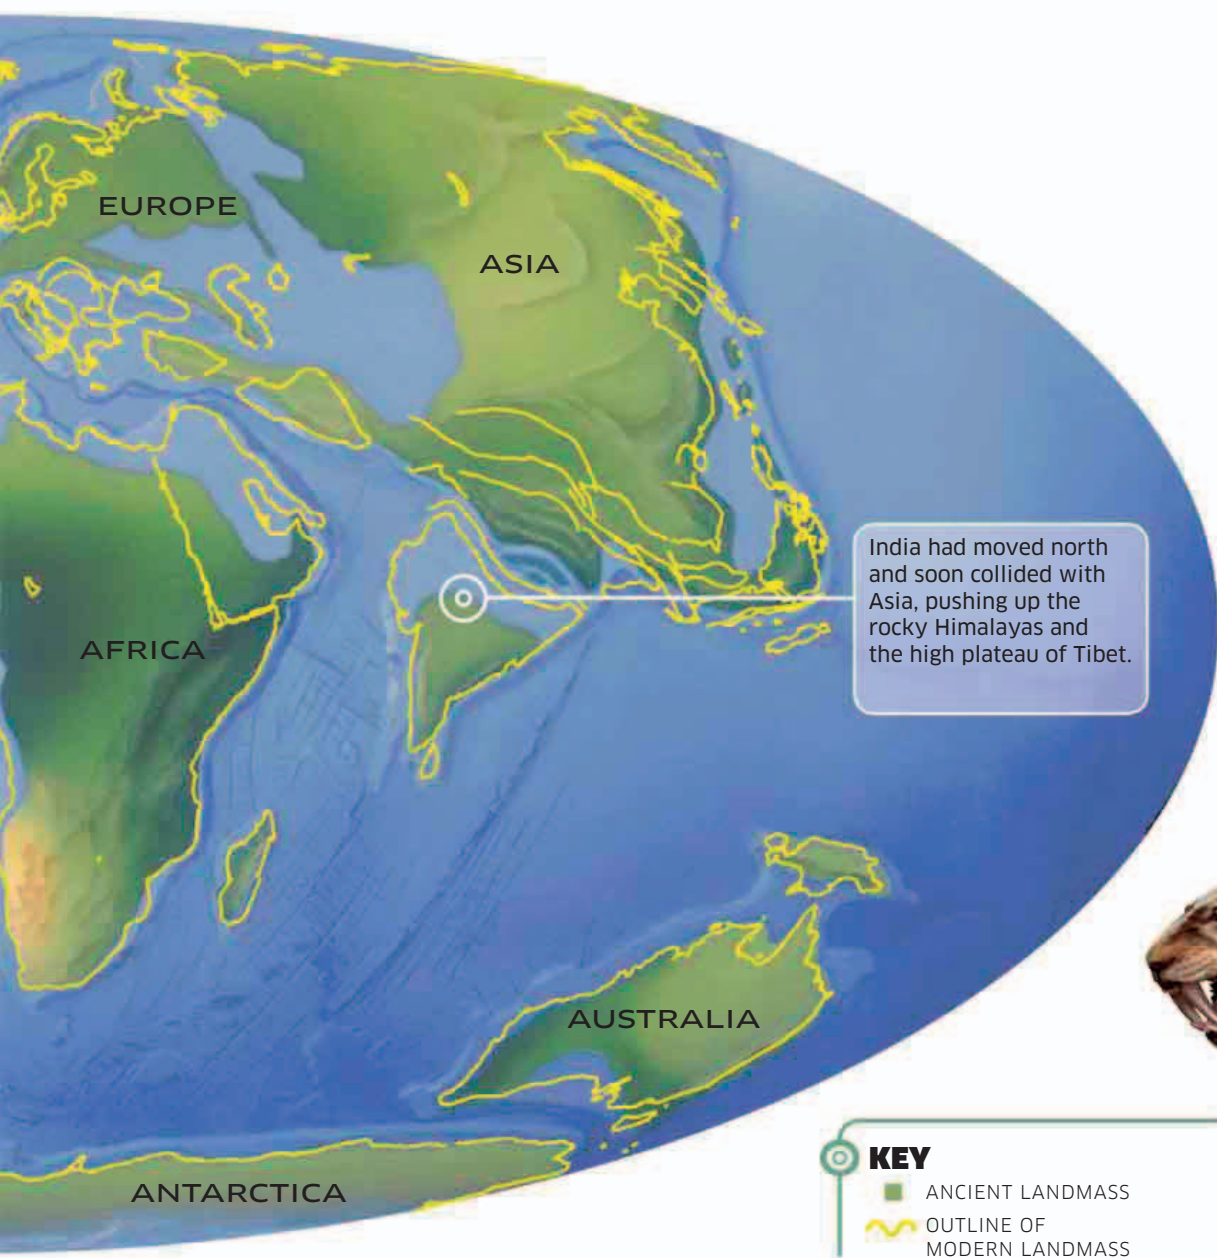 EUROPE
ASIA
India had moved north
and soon collided with
Asia, pushing up the
rocky Himalayas and
the high plateau of Tibet.
AFRICA
AUSTRALIA
ANTARCTICA
KEY
ANCIENT LANDMASS
OUTLINE OF
MODERN LANDMASS